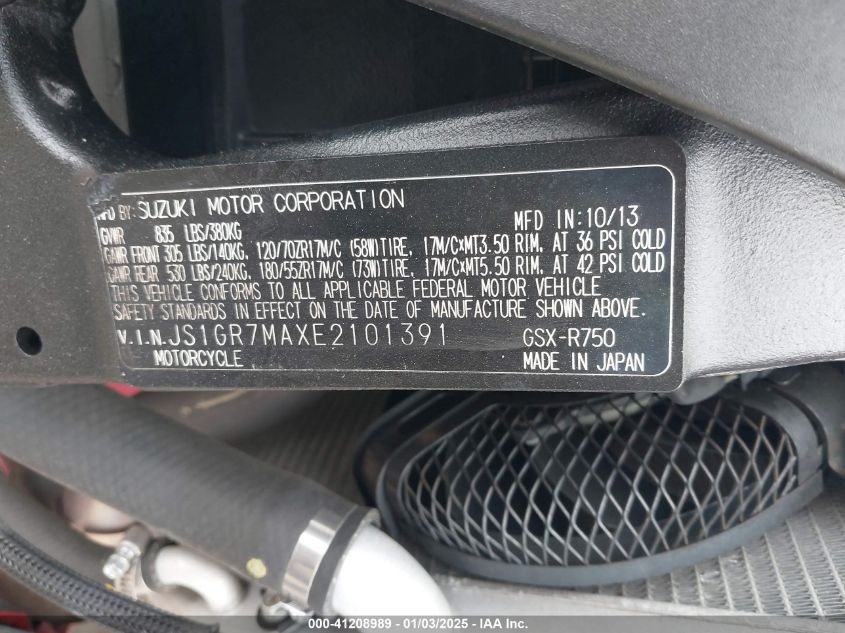 MFD BY: SUZUKI MOTOR CORPORATION
MFD IN: 10/13
GVWR 835 LBS/380KG
GAWR FRONT 305 LBS/140KG, 120/70ZR17M/C (58W)TIRE, 17M/C×MT3.50 RIM, AT 36 PSI COLD
GAWR REAR 530 LBS/240KG, 180/55ZR17M/C (73W)TIRE, 17M/C×MT5.50 RIM, AT 42 PSI COLD
THIS VEHICLE CONFORMS TO ALL APPLICABLE FEDERAL MOTOR VEHICLE
SAFETY STANDARDS IN EFFECT ON THE DATE OF MANUFACTURE SHOWN ABOVE.
V.I.N. JS1GR7MAXE2101391 GSX-R750
MOTORCYCLE MADE IN JAPAN
000-41208989 - 01/03/2025 - IAA Inc.